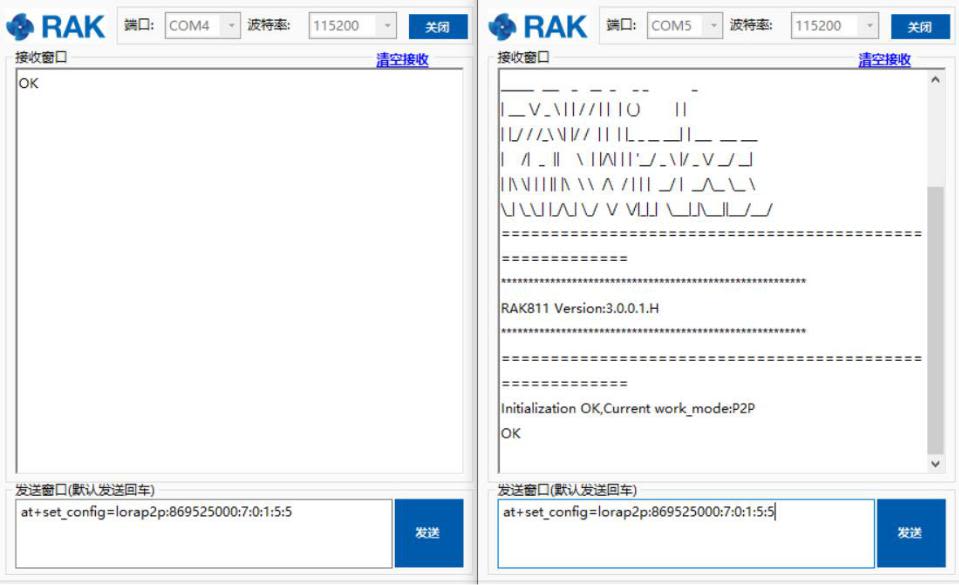 RAK
端口:
COM4
波特率:
115200
关闭
接收窗口
清空接收
OK
发送窗口(默认发送回车)
at+set_config=lorap2p:869525000:7:0:1:5:5
发送
RAK
端口:
COM5
波特率:
115200
关闭
接收窗口
清空接收
========================================
=============
********************************************************
RAK811 Version:3.0.0.1.H
********************************************************
========================================
=============
Initialization OK,Current work_mode:P2P
OK
发送窗口(默认发送回车)
at+set_config=lorap2p:869525000:7:0:1:5:5
发送